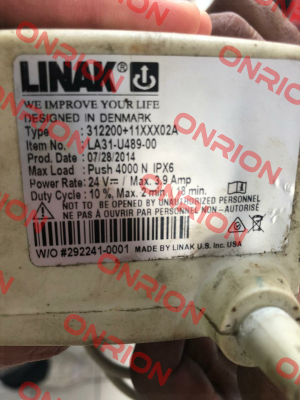 LINAK®
WE IMPROVE YOUR LIFE
DESIGNED IN DENMARK
Type : 312200+11XXX02A
Item No. : LA31-U489-00
Prod. Date : 07/28/2014
Max Load : Push 4000 N IPX6
Power Rate : 24 V / Max. 3.9 Amp
Duty Cycle : 10 %, Max. 2 min. / 18 min.
NOT TO BE OPENED BY UNAUTHORIZED PERSONNEL
NE PAS À OUVRIR PAR PERSONNEL NON-AUTORISÉ
W/O #292241-0001 MADE BY LINAK U.S. Inc. USA
ONRION
ONRION
ONRION
ONRION
ONRION
ONRION
ONRION
ONRION